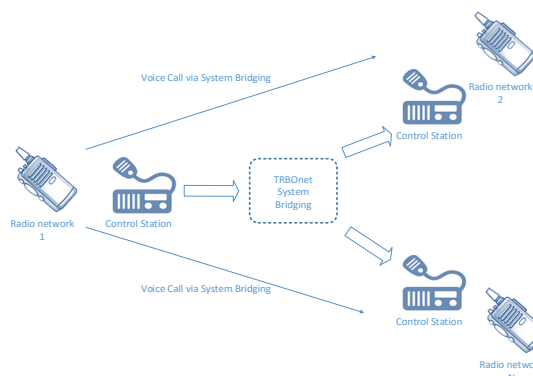 Voice Call via System Bridging
Radio network
2
Control Station
TRBOnet
System
Bridging
Radio network
1
Control Station
Voice Call via System Bridging
Control Station
Radio